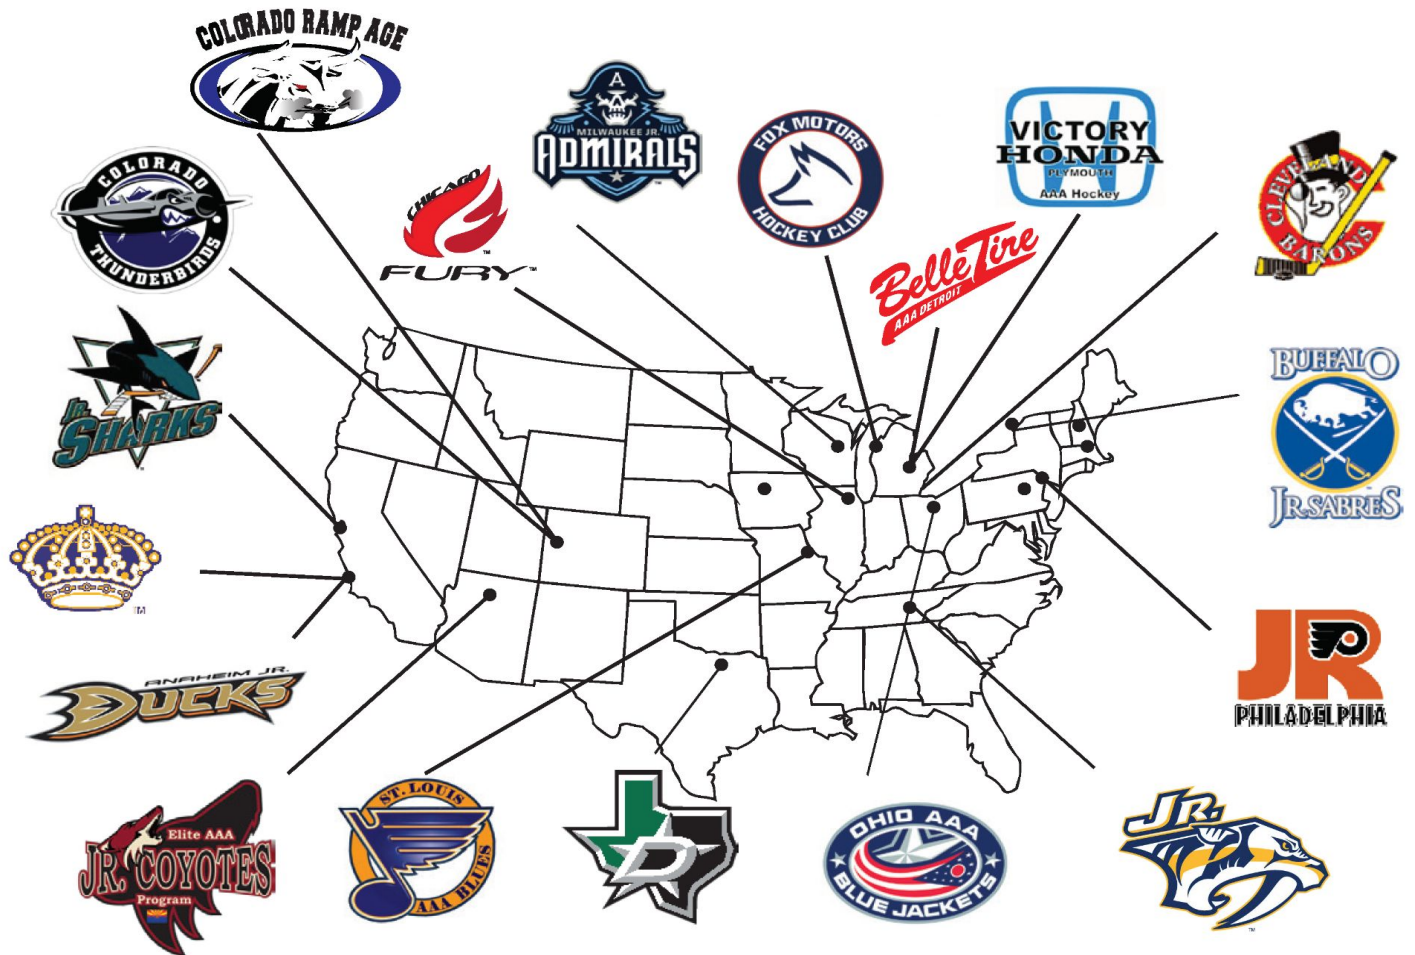 COLORADO RAMPAGE
MILWAUKEE JR.
ADMIRALS
A
FOX MOTORS
HOCKEY CLUB
VICTORY
HONDA
PLYMOUTH
AAA Hockey
CLEVELAND
BARONS
COLORADO
THUNDERBIRDS
CHICAGO
FURY
Belle Tire
AAA DETROIT
JR.
SHARKS
BUFFALO
JR.SABRES
TM
ANAHEIM JR.
DUCKS
JR
PHILADELPHIA
Elite AAA
JR. COYOTES
Program
ST. LOUIS
AAA BLUES
D
OHIO AAA
BLUE JACKETS
JR.